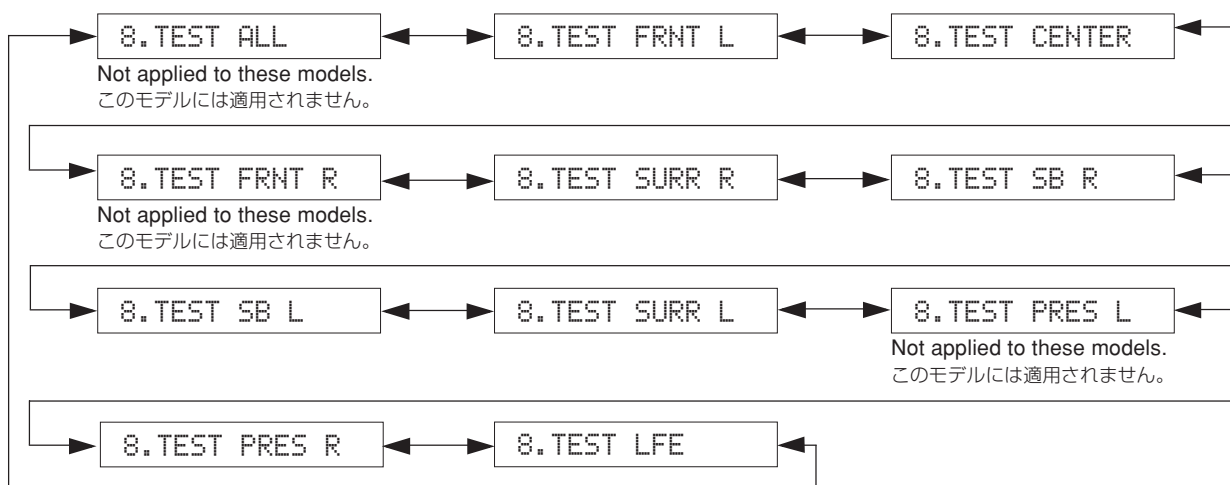 8.TEST ALL
8.TEST FRNT L
8.TEST CENTER
Not applied to these models.
このモデルには適用されません。
8.TEST FRNT R
8.TEST SURR R
8.TEST SB R
Not applied to these models.
このモデルには適用されません。
8.TEST SB L
8.TEST SURR L
8.TEST PRES L
Not applied to these models.
このモデルには適用されません。
8.TEST PRES R
8.TEST LFE